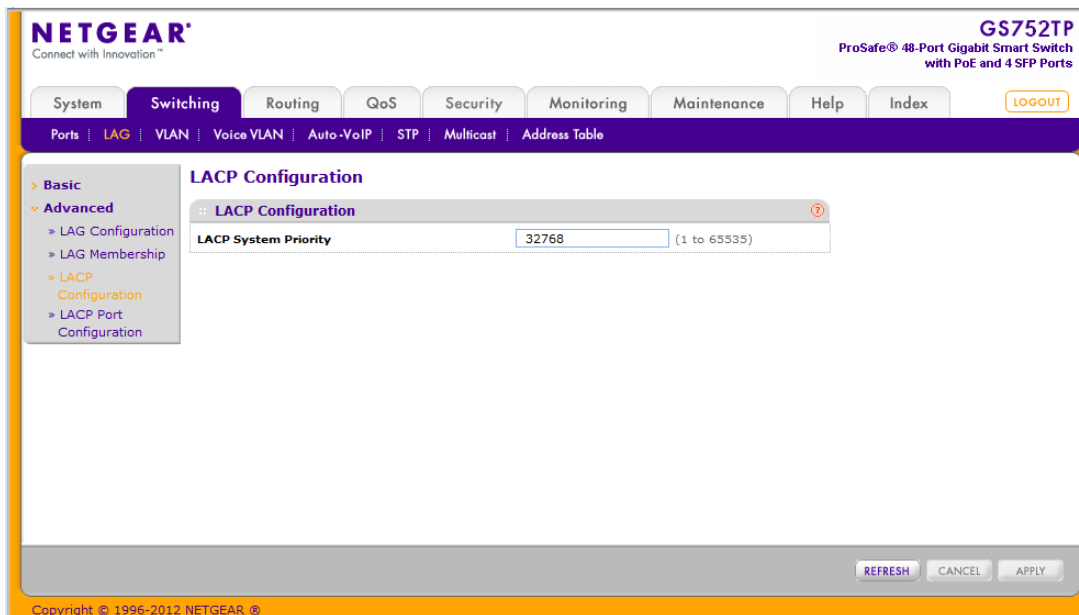 NETGEAR®
Connect with Innovation™
GS752TP
ProSafe® 48-Port Gigabit Smart Switch
with PoE and 4 SFP Ports
System Switching Routing QoS Security Monitoring Maintenance Help Index LOGOUT
Ports | LAG | VLAN | Voice VLAN | Auto-VoIP | STP | Multicast | Address Table
Basic
Advanced
» LAG Configuration
» LAG Membership
» LACP
Configuration
» LACP Port
Configuration
LACP Configuration
LACP Configuration ?
LACP System Priority 32768 (1 to 65535)
REFRESH CANCEL APPLY
Copyright © 1996-2012 NETGEAR ®